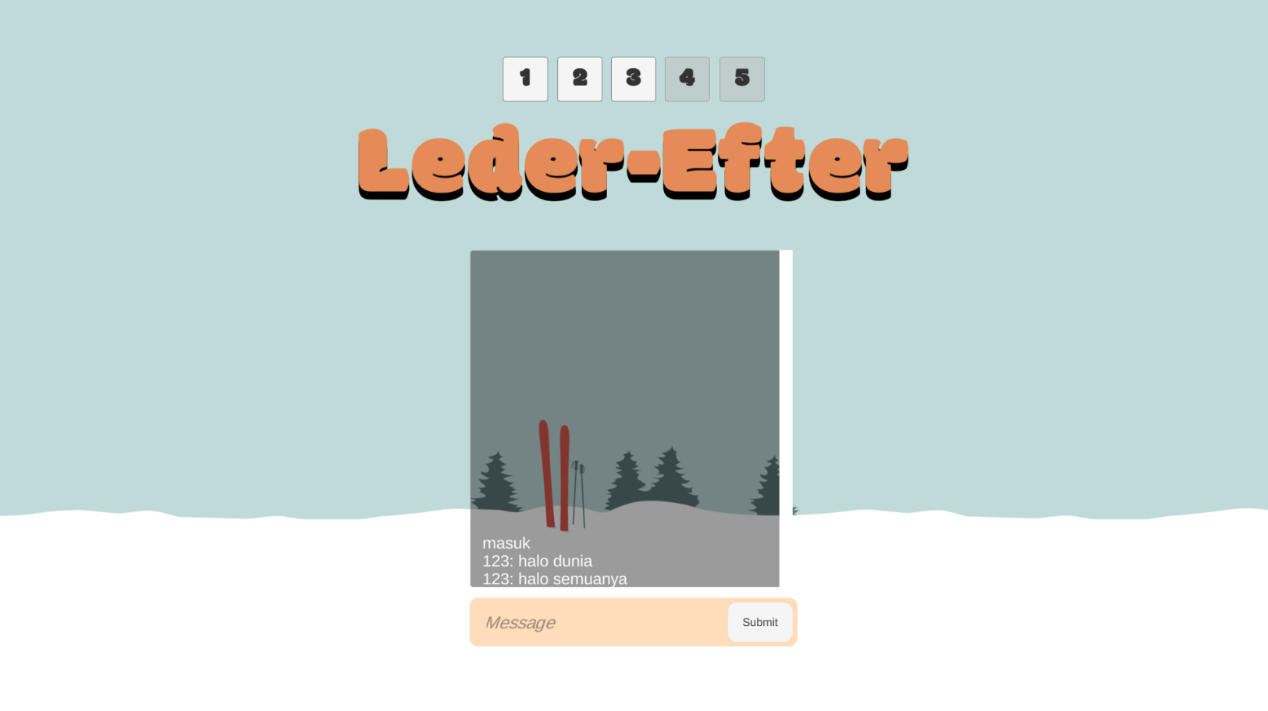 1 2 3 4 5
Leder-Efter
masuk
123: halo dunia
123: halo semuanya
Message Submit